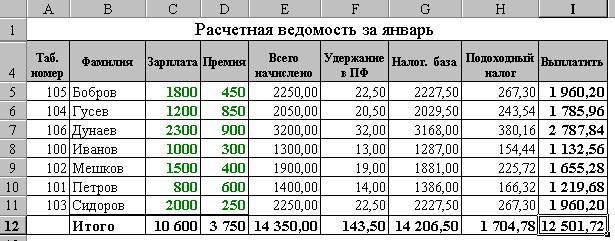 A B C D E F G H I
1 Расчетная ведомость за январь
4 Таб. номер Фамилия Зарплата Премия Всего начислено Удержание в ПФ Налог. база Подоходный налог Выплатить
5 105 Бобров 1800 450 2250,00 22,50 2227,50 267,30 1 960,20
6 104 Гусев 1200 850 2050,00 20,50 2029,50 243,54 1 785,96
7 106 Дунаев 2300 900 3200,00 32,00 3168,00 380,16 2 787,84
8 100 Иванов 1000 300 1300,00 13,00 1287,00 154,44 1 132,56
9 102 Мешков 1500 400 1900,00 19,00 1881,00 225,72 1 655,28
10 101 Петров 800 600 1400,00 14,00 1386,00 166,32 1 219,68
11 103 Сидоров 2000 250 2250,00 22,50 2227,50 267,30 1 960,20
12 Итого 10 600 3 750 14 350,00 143,50 14 206,50 1 704,78 12 501,72